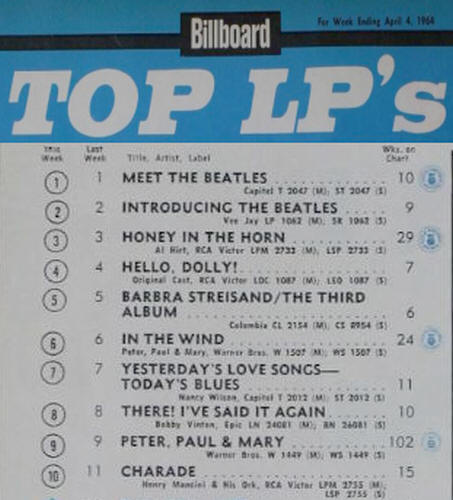 Billboard
For Week Ending April 4, 1964
TOP LP's
This Week Last Week Title, Artist, Label Wks. on Chart
1 1 MEET THE BEATLES 10
Capitol T 2047 (M); ST 2047 (S)
2 2 INTRODUCING THE BEATLES 9
Vee Jay LP 1062 (M); SR 1062 (S)
3 3 HONEY IN THE HORN 29
Al Hirt, RCA Victor LPM 2733 (M), LSP 2733 (S)
4 4 HELLO, DOLLY! 7
Original Cast, RCA Victor LOC 1087 (M); LSO 1087 (S)
5 5 BARBRA STREISAND/THE THIRD
ALBUM 6
Columbia CL 2154 (M); CS 8954 (S)
6 6 IN THE WIND 24
Peter, Paul & Mary, Warner Bros. W 1507 (M); WS 1507 (S)
7 7 YESTERDAY'S LOVE SONGS—
TODAY'S BLUES 11
Nancy Wilson, Capitol T 2012 (M); ST 2012 (S)
8 8 THERE! I'VE SAID IT AGAIN 10
Bobby Vinton, Epic LN 24081 (M); BN 26081 (S)
9 9 PETER, PAUL & MARY 102
Warner Bros. W 1449 (M); WS 1449 (S)
10 11 CHARADE 15
Henry Mancini & His Ork, RCA Victor LPM 2755 (M);
LSP 2755 (S)